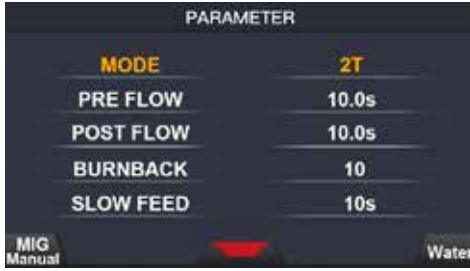 PARAMETER
MODE 2T
PRE FLOW 10.0s
POST FLOW 10.0s
BURNBACK 10
SLOW FEED 10s
MIG
Manual
Water